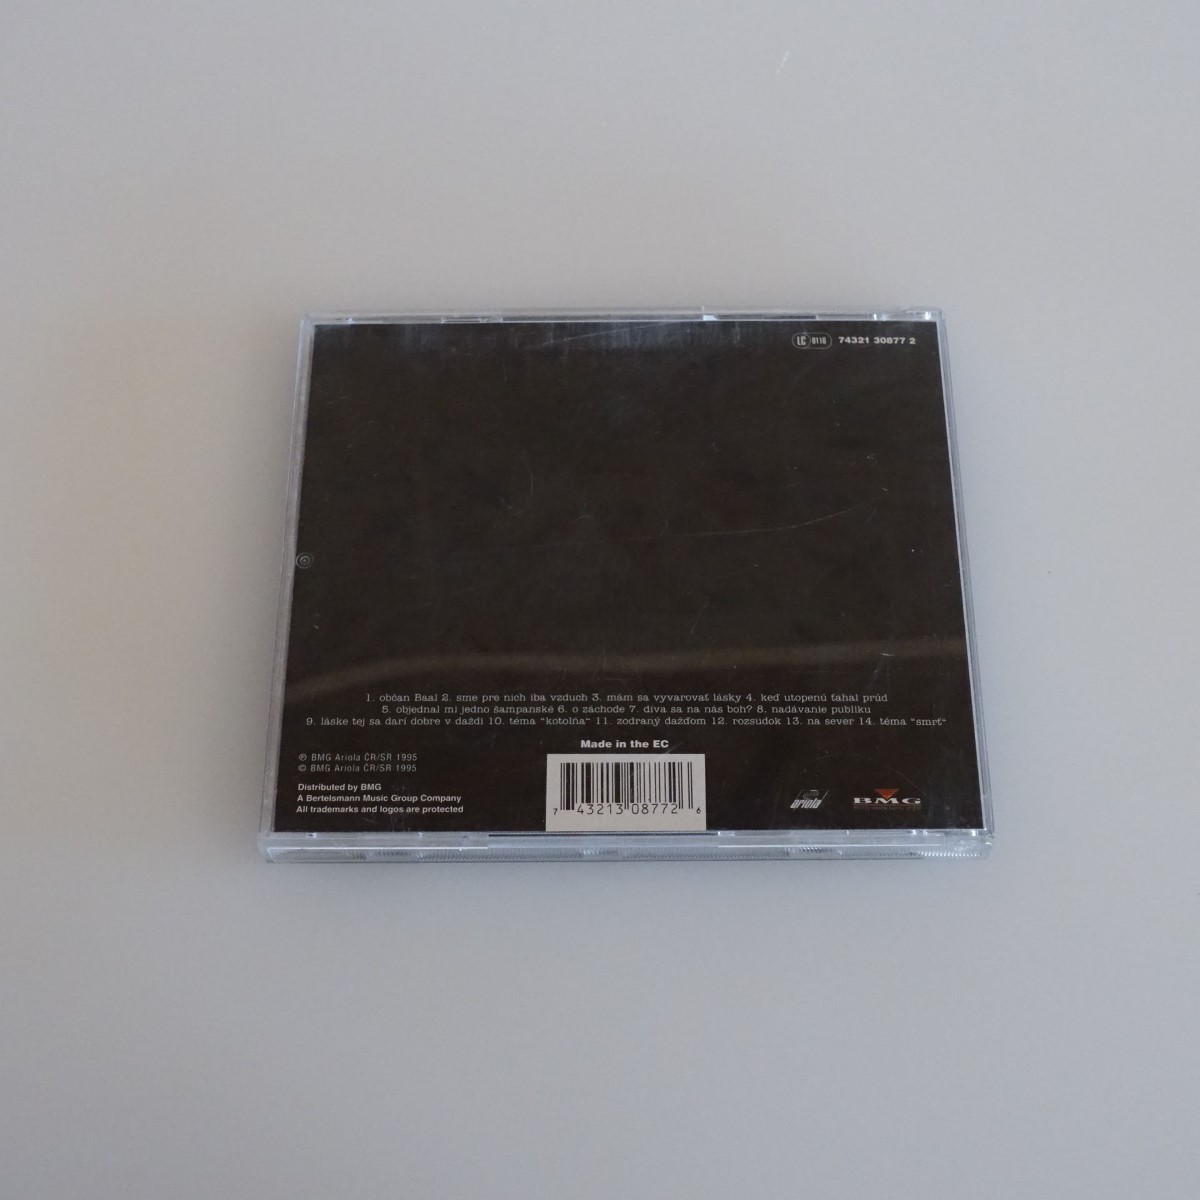 LC 0116 74321 30877 2
1. občan Baal 2. sme pre nich iba vzduch 3. mám sa vyvarovať lásky 4. keď utopenú ťahal prúd
5. objednal mi jedno šampanské 6. o záchode 7. díva sa na nás boh? 8. nadávanie publiku
9. láske tej sa darí dobre v daždi 10. téma "kotolňa" 11. zodraný dažďom 12. rozsudok 13. na sever 14. téma "smrť"
Made in the EC
℗ BMG Ariola ČR/SR 1995
© BMG Ariola ČR/SR 1995
Distributed by BMG
A Bertelsmann Music Group Company
All trademarks and logos are protected
7 43213 08772 6
ariola
BMG